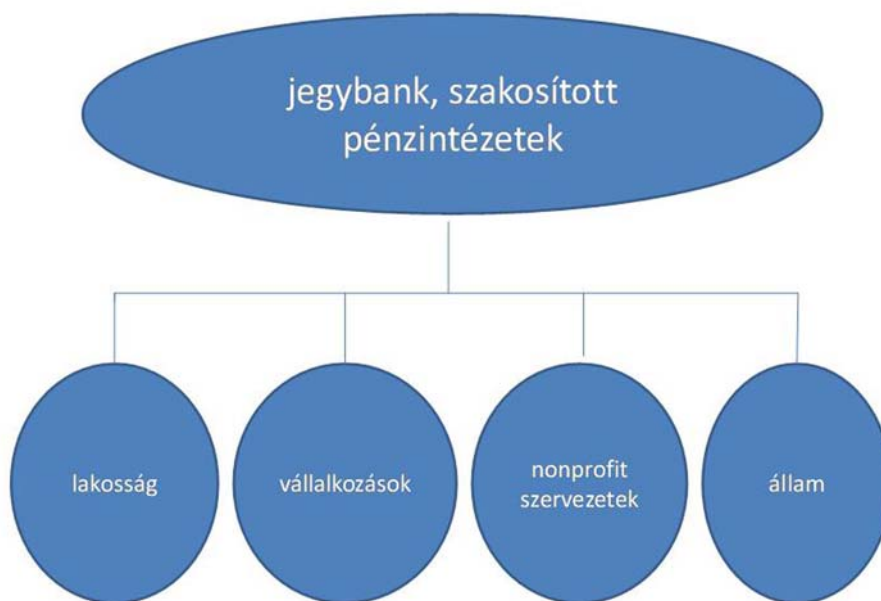 jegybank, szakosított
pénzintézetek
lakosság
vállalkozások
nonprofit
szervezetek
állam